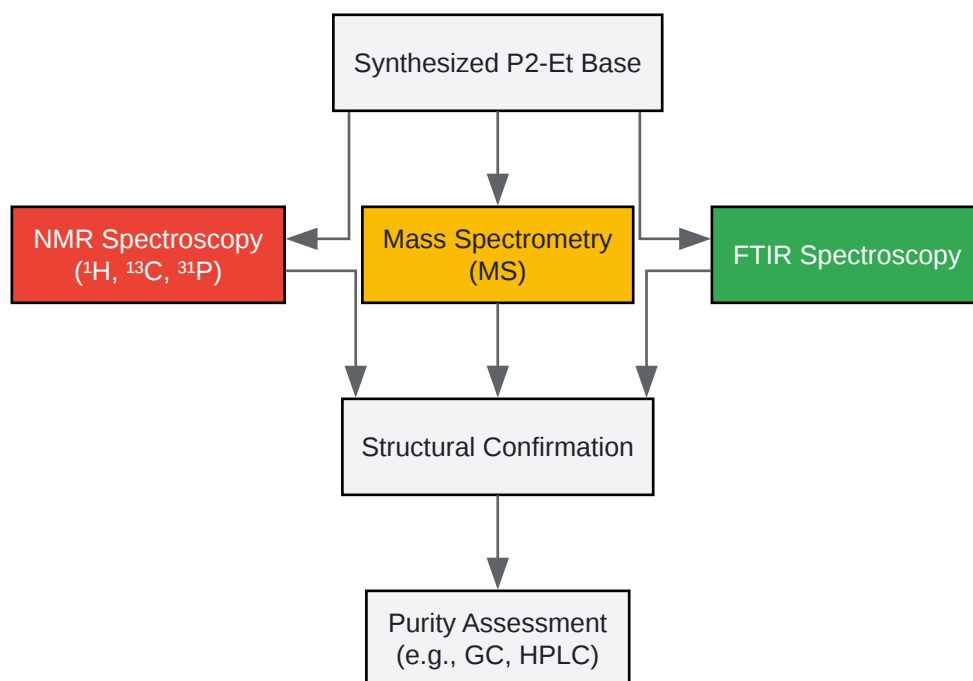 Synthesized P2-Et Base
NMR Spectroscopy
(¹H, ¹³C, ³¹P)
Mass Spectrometry
(MS)
FTIR Spectroscopy
Structural Confirmation
Purity Assessment
(e.g., GC, HPLC)